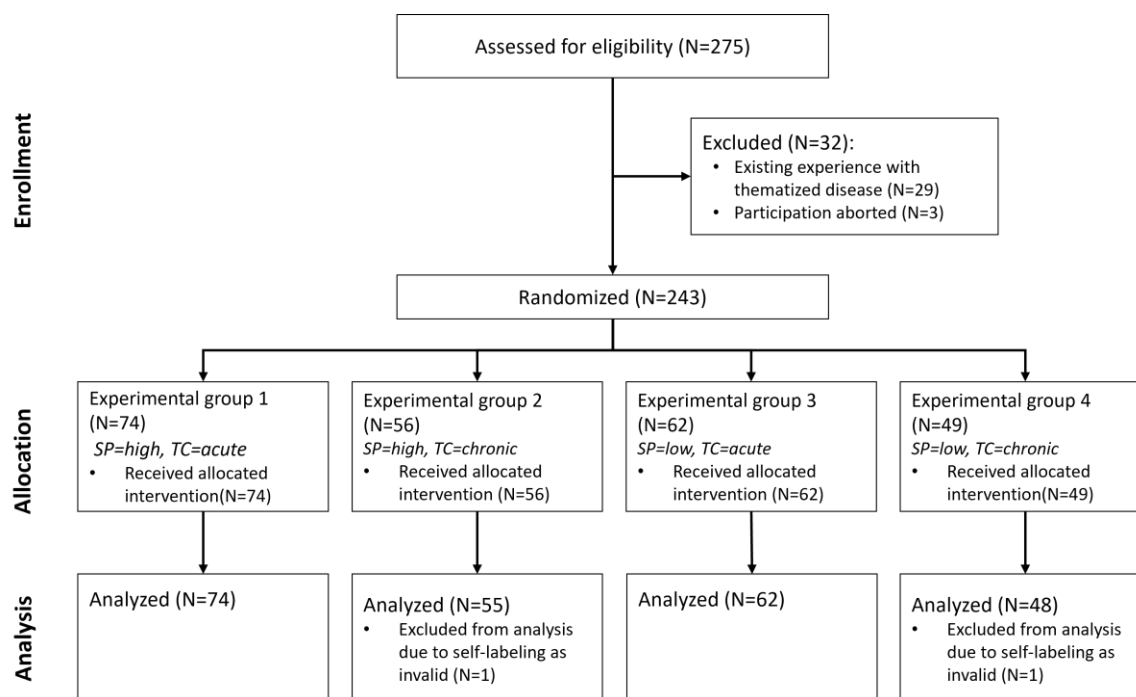 Assessed for eligibility (N=275)
Enrollment
Excluded (N=32):
• Existing experience with
thematized disease (N=29)
• Participation aborted (N=3)
Randomized (N=243)
Allocation
Experimental group 1
(N=74)
SP=high, TC=acute
• Received allocated
intervention(N=74)
Experimental group 2
(N=56)
SP=high, TC=chronic
• Received allocated
intervention (N=56)
Experimental group 3
(N=62)
SP=low, TC=acute
• Received allocated
intervention (N=62)
Experimental group 4
(N=49)
SP=low, TC=chronic
• Received allocated
intervention(N=49)
Analysis
Analyzed (N=74)
Analyzed (N=55)
• Excluded from analysis
due to self-labeling as
invalid (N=1)
Analyzed (N=62)
Analyzed (N=48)
• Excluded from analysis
due to self-labeling as
invalid (N=1)